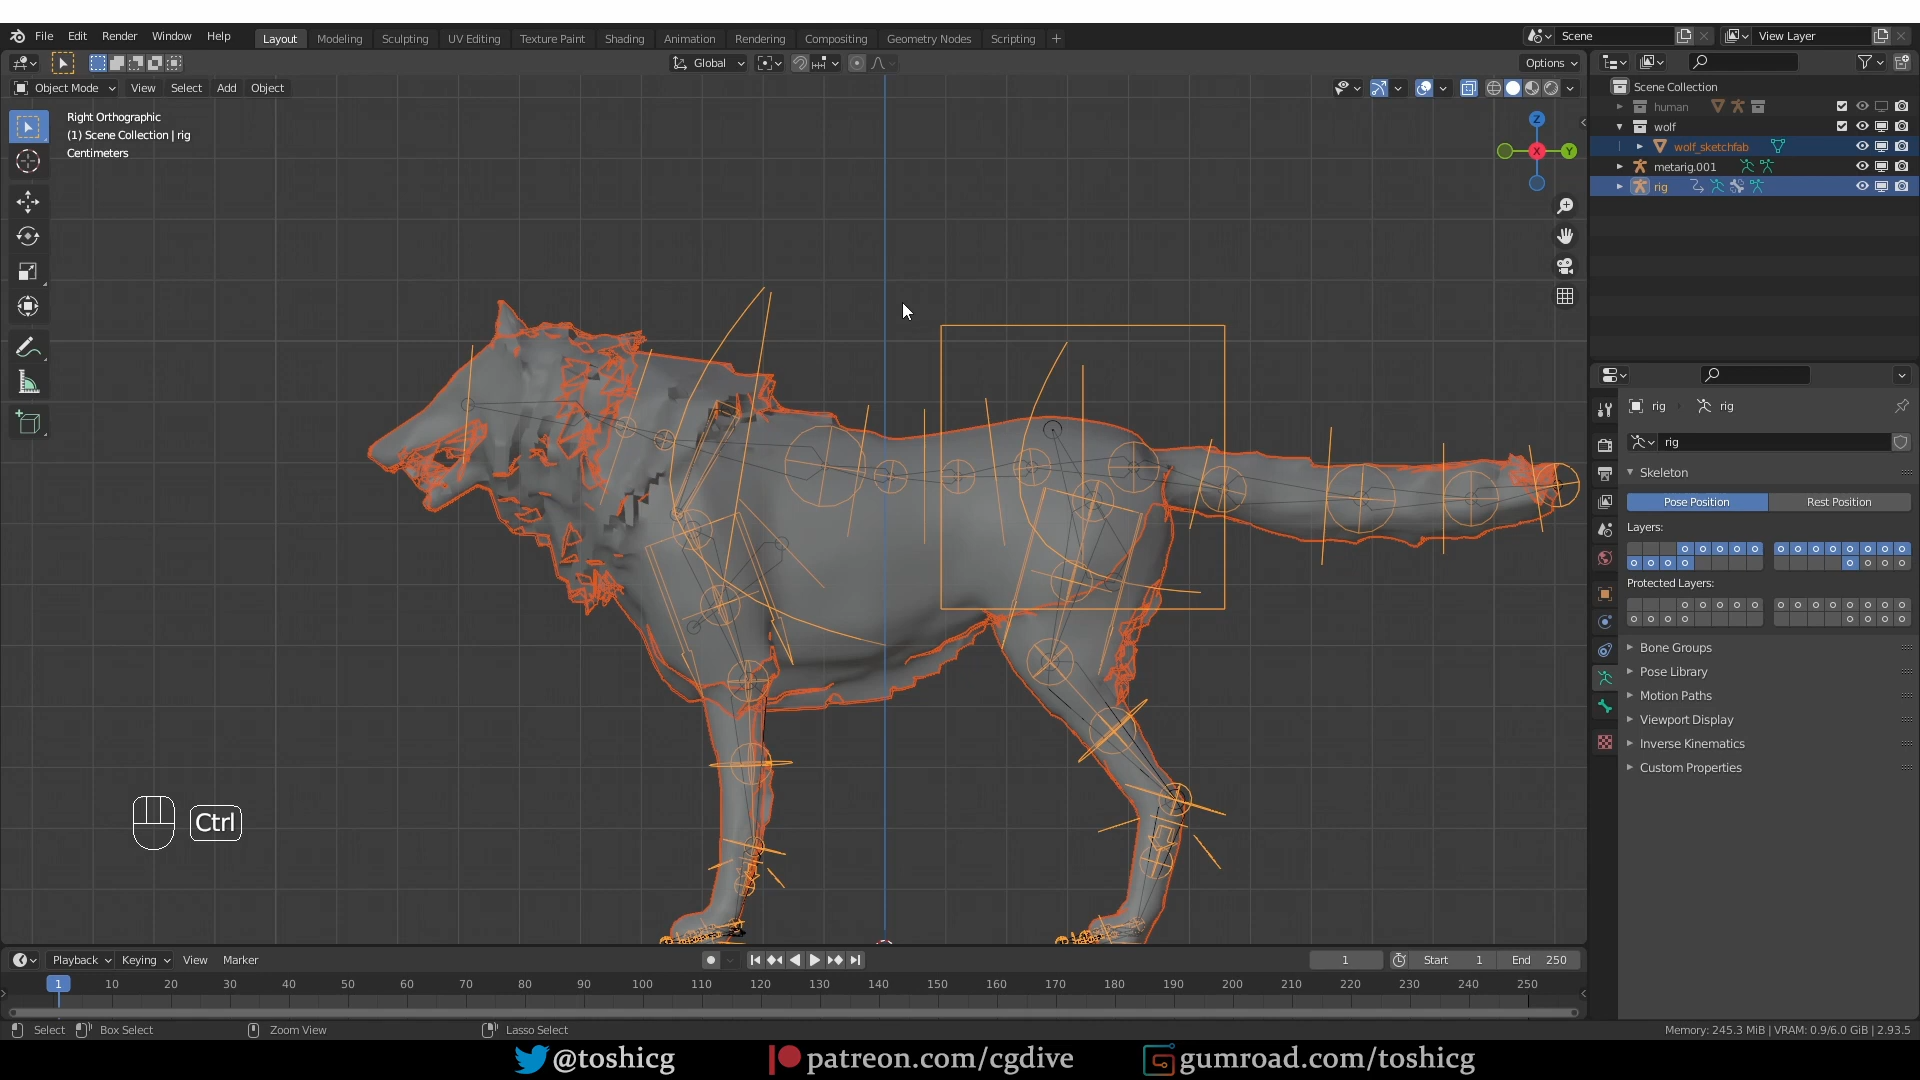 File Edit Render Window Help Layout Modeling Sculpting UV Editing Texture Paint Shading Animation Rendering Compositing Geometry Nodes Scripting + Scene View Layer
Global Options
Object Mode View Select Add Object
Right Orthographic
(1) Scene Collection | rig
Centimeters
Z
X
Y
Scene Collection
human
wolf
wolf_sketchfab
metarig.001
rig
rig rig
rig
Skeleton
Pose Position Rest Position
Layers:
Protected Layers:
Bone Groups
Pose Library
Motion Paths
Viewport Display
Inverse Kinematics
Custom Properties
Ctrl
Playback Keying View Marker 1 Start 1 End 250
1 10 20 30 40 50 60 70 80 90 100 110 120 130 140 150 160 170 180 190 200 210 220 230 240 250
Select Box Select Zoom View Lasso Select Memory: 245.3 MiB | VRAM: 0.9/6.0 GiB | 2.93.5
@toshicg patreon.com/cgdive gumroad.com/toshicg